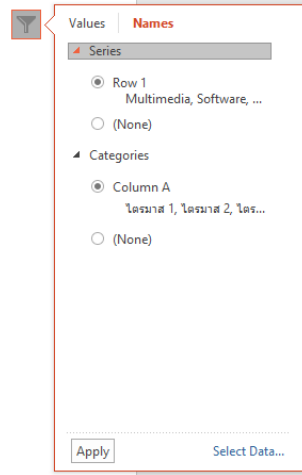 Values Names
Series
Row 1
Multimedia, Software, ...
(None)
Categories
Column A
ไตรมาส 1, ไตรมาส 2, ไตร...
(None)
Apply Select Data...